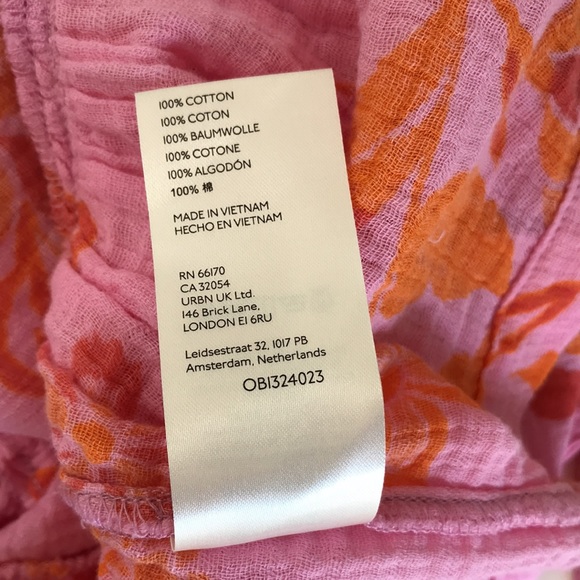 100% COTTON
100% COTON
100% BAUMWOLLE
100% COTONE
100% ALGODÓN
100% 棉
MADE IN VIETNAM
HECHO EN VIETNAM
RN 66170
CA 32054
URBN UK Ltd.
146 Brick Lane,
LONDON E1 6RU
Leidsestraat 32, 1017 PB
Amsterdam, Netherlands
OB1324023